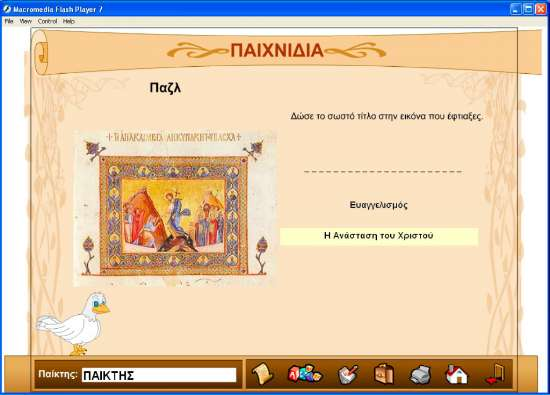 Macromedia Flash Player 7
File View Control Help
ΠΑΙΧΝΙΔΙΑ
Παζλ
Δώσε το σωστό τίτλο στην εικόνα που έφτιαξες.
Ευαγγελισμός
Η Ανάσταση του Χριστού
Παίκτης: ΠΑΙΚΤΗΣ